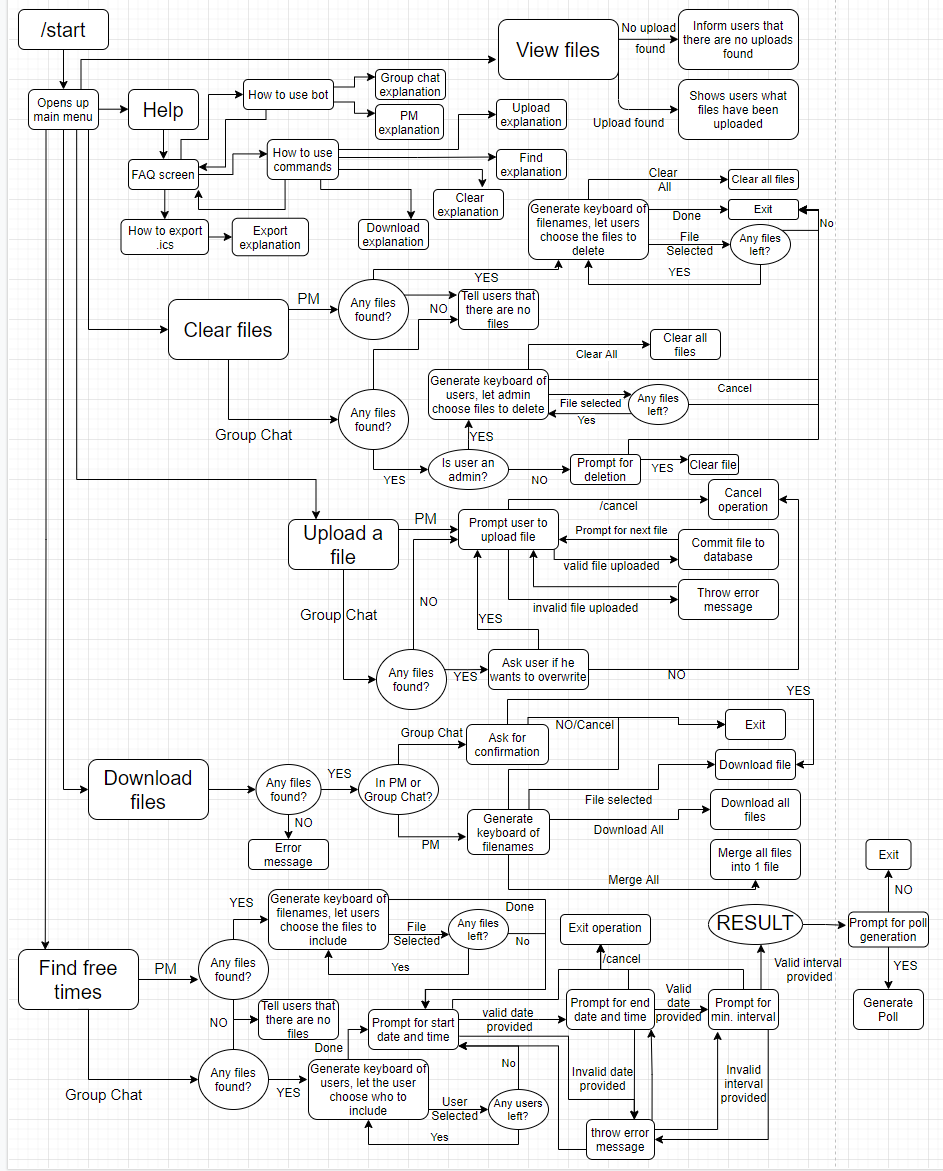 /start
Opens up
main menu
Help
FAQ screen
How to use bot
Group chat
explanation
PM
explanation
How to use
commands
Upload
explanation
Find
explanation
Clear
explanation
Download
explanation
How to export
.ics
Export
explanation
View files
No upload
found
Inform users that
there are no uploads
found
Upload found
Shows users what
files have been
uploaded
Clear files
PM
Any files
found?
YES
NO
Tell users that
there are no
files
Generate keyboard of
filenames, let users
choose the files to
delete
Clear
All
Clear all files
Done
Exit
File
Selected
Any files
left?
No
YES
Group Chat
Any files
found?
YES
Is user an
admin?
YES
Generate keyboard of
users, let admin
choose files to delete
Clear All
Clear all
files
Cancel
File selected
Any files
left?
Yes
NO
Prompt for
deletion
YES
Clear file
Upload a
file
PM
Prompt user to
upload file
/cancel
Cancel
operation
Prompt for next file
Commit file to
database
valid file uploaded
Throw error
message
invalid file uploaded
Group Chat
NO
YES
Any files
found?
YES
Ask user if he
wants to overwrite
NO
Download
files
Any files
found?
YES
NO
Error
message
In PM or
Group Chat?
Group Chat
Ask for
confirmation
YES
NO/Cancel
Exit
Download file
PM
Generate
keyboard of
filenames
File selected
Download All
Download all
files
Merge All
Merge all files
into 1 file
Find free
times
PM
Any files
found?
YES
Generate keyboard of
filenames, let users
choose the files to
include
Done
File
Selected
Any files
left?
No
Yes
NO
Tell users that
there are no
files
Group Chat
Any files
found?
YES
Generate keyboard of
users, let the user
choose who to
include
Done
User
Selected
Any users
left?
No
Yes
Prompt for start
date and time
valid date
provided
Prompt for end
date and time
/cancel
Exit operation
Valid
date
provided
Prompt for
min. interval
Invalid date
provided
Invalid
interval
provided
throw error
message
Valid interval
provided
RESULT
Prompt for poll
generation
NO
Exit
YES
Generate
Poll